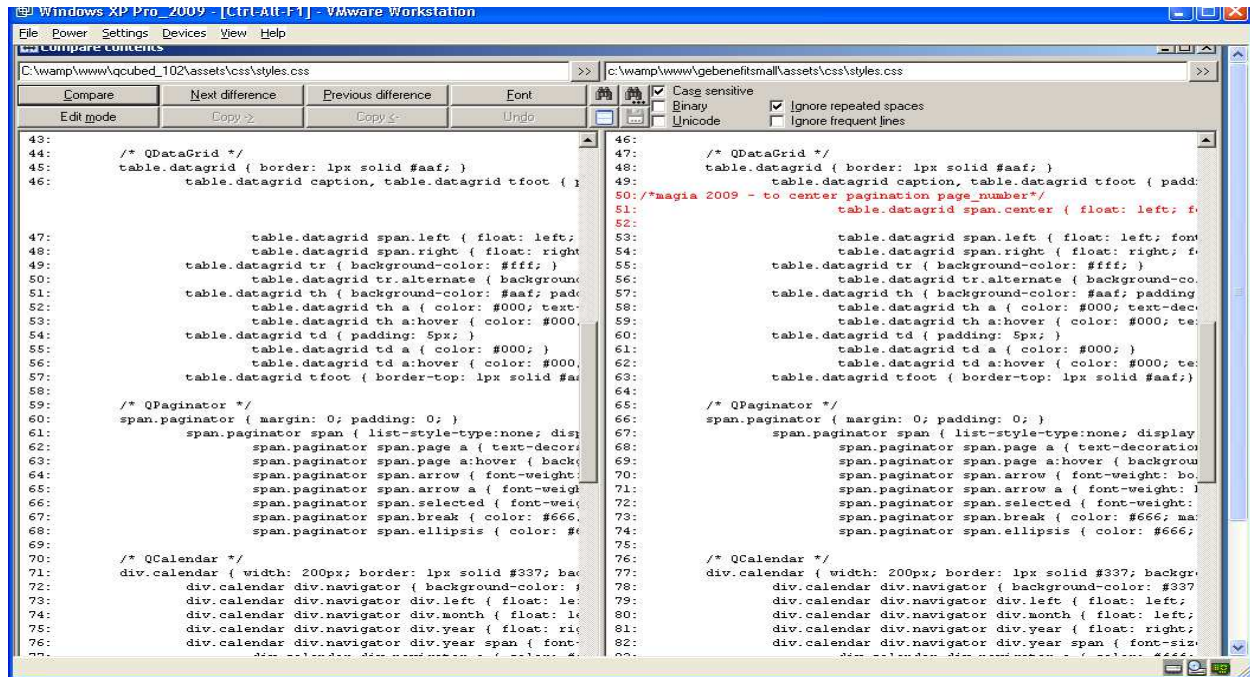 Windows XP Pro_2009 - [Ctrl-Alt-F1] - VMware Workstation
File Power Settings Devices View Help
Compare contents
C:\wamp\www\qcubed_102\assets\css\styles.css >> c:\wamp\www\gebenefitsmall\assets\css\styles.css >>
Compare Next difference Previous difference Font Case sensitive
Binary Ignore repeated spaces
Edit mode Copy -> Copy <- Undo Unicode Ignore frequent lines
43:
44: /* QDataGrid */
45: table.datagrid { border: 1px solid #aaf; }
46: table.datagrid caption, table.datagrid tfoot {
47: table.datagrid span.left { float: left;
48: table.datagrid span.right { float: right
49: table.datagrid tr { background-color: #fff; }
50: table.datagrid tr.alternate { background
51: table.datagrid th { background-color: #aaf; pad
52: table.datagrid th a { color: #000; text-
53: table.datagrid th a:hover { color: #000
54: table.datagrid td { padding: 5px; }
55: table.datagrid td a { color: #000; }
56: table.datagrid td a:hover { color: #000
57: table.datagrid tfoot { border-top: 1px solid #a
58:
59: /* QPaginator */
60: span.paginator { margin: 0; padding: 0; }
61: span.paginator span { list-style-type:none; dis
62: span.paginator span.page a { text-decora
63: span.paginator span.page a:hover { back
64: span.paginator span.arrow { font-weight:
65: span.paginator span.arrow a { font-weigh
66: span.paginator span.selected { font-weig
67: span.paginator span.break { color: #666
68: span.paginator span.ellipsis { color: #
69:
70: /* QCalendar */
71: div.calendar { width: 200px; border: 1px solid #337; bac
72: div.calendar div.navigator { background-color:
73: div.calendar div.navigator div.left { float: le
74: div.calendar div.navigator div.month { float: l
75: div.calendar div.navigator div.year { float: ri
76: div.calendar div.navigator div.year span { font-
46:
47: /* QDataGrid */
48: table.datagrid { border: 1px solid #aaf; }
49: table.datagrid caption, table.datagrid tfoot { padd
50:/*magia 2009 - to center pagination page_number*/
51: table.datagrid span.center { float: left; f
52:
53: table.datagrid span.left { float: left; font
54: table.datagrid span.right { float: right; f
55: table.datagrid tr { background-color: #fff; }
56: table.datagrid tr.alternate { background-co
57: table.datagrid th { background-color: #aaf; padding
58: table.datagrid th a { color: #000; text-dec
59: table.datagrid th a:hover { color: #000; te
60: table.datagrid td { padding: 5px; }
61: table.datagrid td a { color: #000; }
62: table.datagrid td a:hover { color: #000; te
63: table.datagrid tfoot { border-top: 1px solid #aaf;}
64:
65: /* QPaginator */
66: span.paginator { margin: 0; padding: 0; }
67: span.paginator span { list-style-type:none; display
68: span.paginator span.page a { text-decoration
69: span.paginator span.page a:hover { backgrou
70: span.paginator span.arrow { font-weight: bo
71: span.paginator span.arrow a { font-weight:
72: span.paginator span.selected { font-weight:
73: span.paginator span.break { color: #666; ma
74: span.paginator span.ellipsis { color: #666;
75:
76: /* QCalendar */
77: div.calendar { width: 200px; border: 1px solid #337; backgr
78: div.calendar div.navigator { background-color: #337
79: div.calendar div.navigator div.left { float: left;
80: div.calendar div.navigator div.month { float: left;
81: div.calendar div.navigator div.year { float: right;
82: div.calendar div.navigator div.year span { font-siz